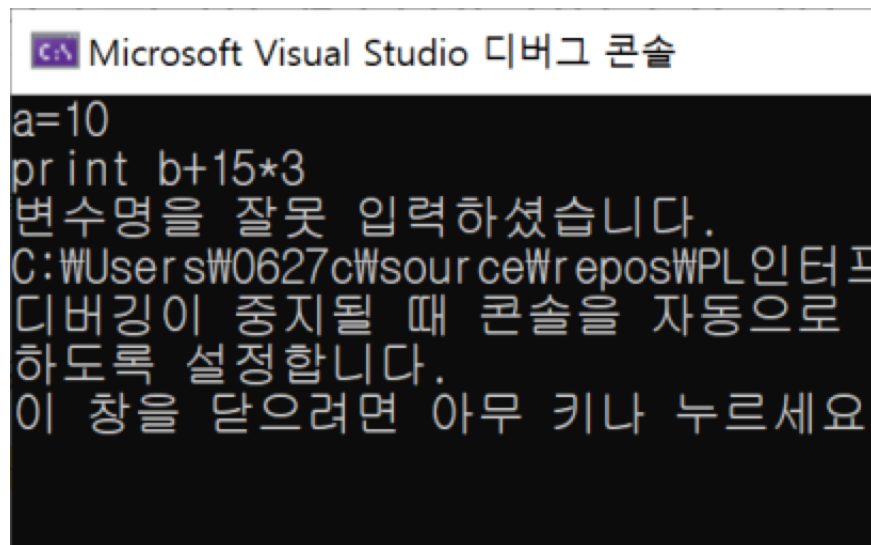 Microsoft Visual Studio 디버그 콘솔
a=10
print b+15*3
변수명을 잘못 입력하셨습니다.
C:₩Users₩0627c₩source₩repos₩PL인터프
디버깅이 중지될 때 콘솔을 자동으로
하도록 설정합니다.
이 창을 닫으려면 아무 키나 누르세요